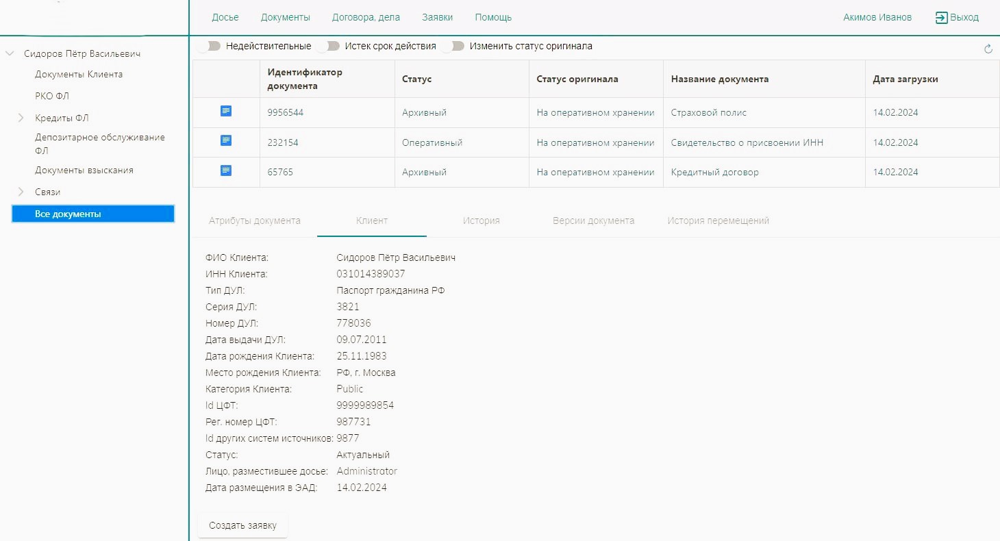 Досье Документы Договора, дела Заявки Помощь Акимов Иванов Выход
Сидоров Пётр Васильевич
Документы Клиента
РКО ФЛ
Кредиты ФЛ
Депозитарное обслуживание
ФЛ
Документы взыскания
Связи
Все документы
Недействительные Истек срок действия Изменить статус оригинала
Идентификатор
документа
Статус Статус оригинала Название документа Дата загрузки
9956544 Архивный На оперативном хранении Страховой полис 14.02.2024
232154 Оперативный На оперативном хранении Свидетельство о присвоении ИНН 14.02.2024
65765 Архивный На оперативном хранении Кредитный договор 14.02.2024
Атрибуты документа Клиент История Версии документа История перемещений
ФИО Клиента: Сидоров Пётр Васильевич
ИНН Клиента: 031014389037
Тип ДУЛ: Паспорт гражданина РФ
Серия ДУЛ: 3821
Номер ДУЛ: 778036
Дата выдачи ДУЛ: 09.07.2011
Дата рождения Клиента: 25.11.1983
Место рождения Клиента: РФ, г. Москва
Категория Клиента: Public
Id ЦФТ: 9999989854
Рег. номер ЦФТ: 987731
Id других систем источников: 9877
Статус: Актуальный
Лицо, разместившее досье: Administrator
Дата размещения в ЭАД: 14.02.2024
Создать заявку